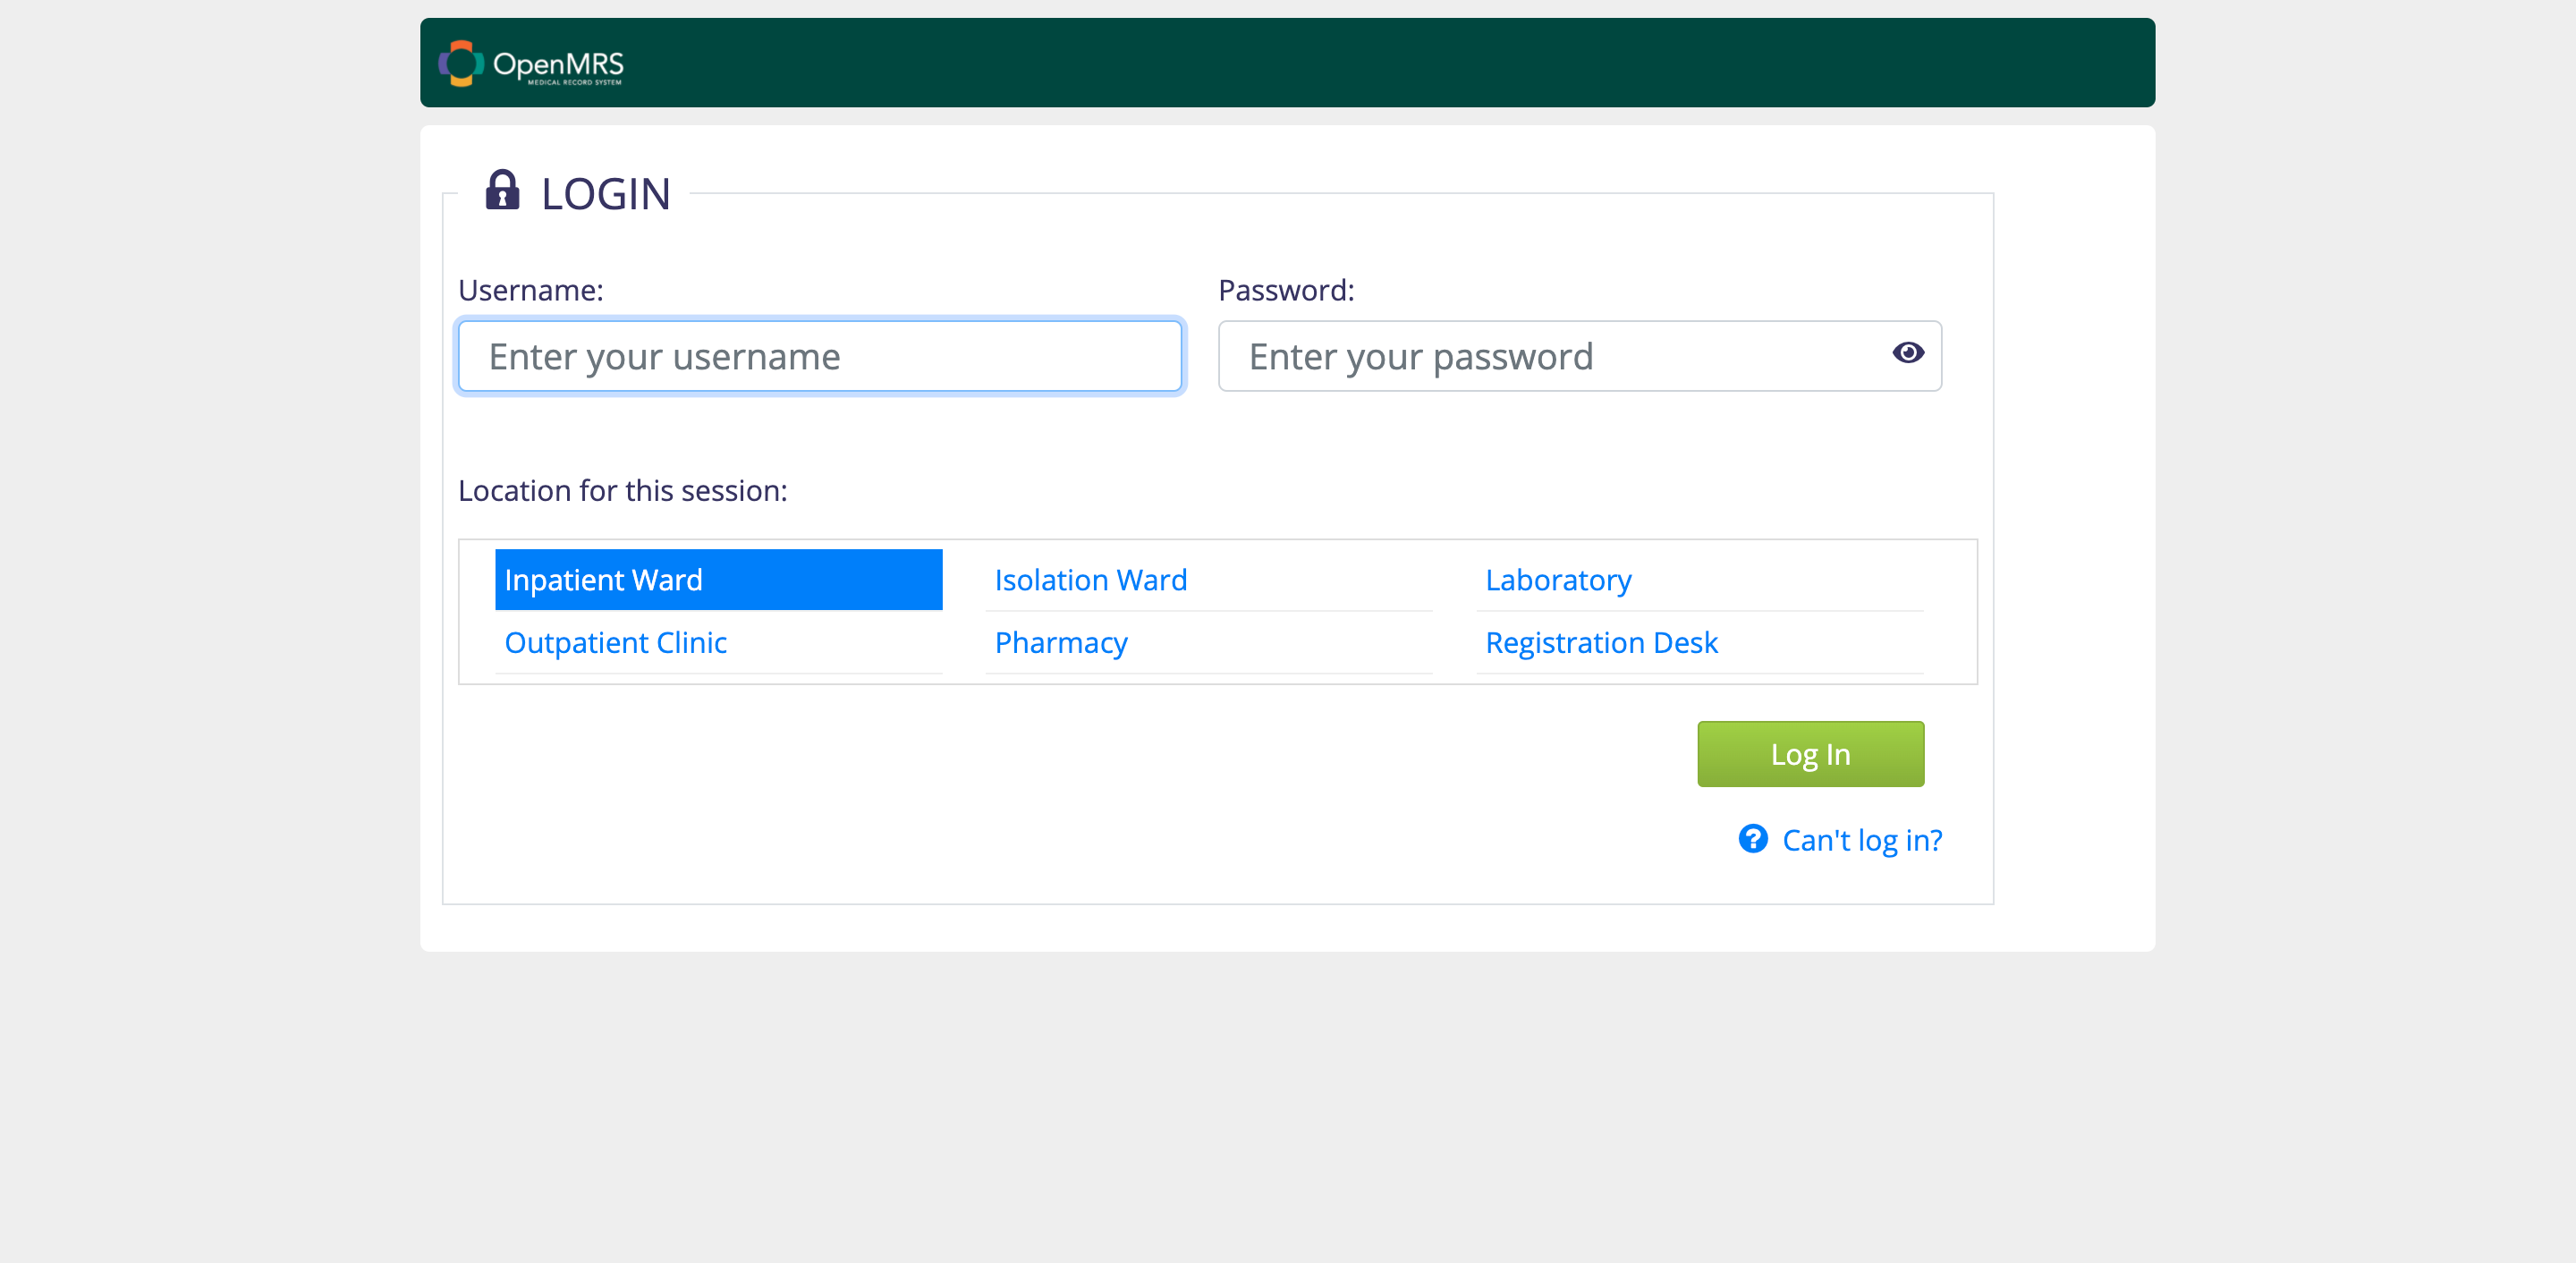 OpenMRS
MEDICAL RECORD SYSTEM
LOGIN
Username:
Password:
Enter your username
Enter your password
Location for this session:
Inpatient Ward
Isolation Ward
Laboratory
Outpatient Clinic
Pharmacy
Registration Desk
Log In
Can't log in?